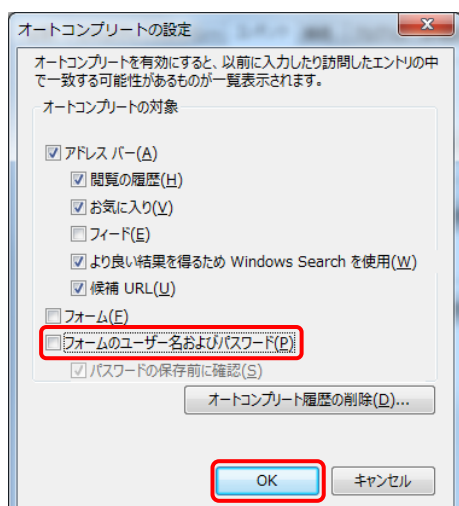 オートコンプリートの設定
オートコンプリートを有効にすると、以前に入力したり訪問したエントリの中
で一致する可能性があるものが一覧表示されます。
オートコンプリートの対象
アドレス バー(A)
閲覧の履歴(H)
お気に入り(V)
フィード(E)
より良い結果を得るため Windows Search を使用(W)
候補 URL(U)
フォーム(F)
フォームのユーザー名およびパスワード(P)
パスワードの保存前に確認(S)
オートコンプリート履歴の削除(D)...
OK
キャンセル